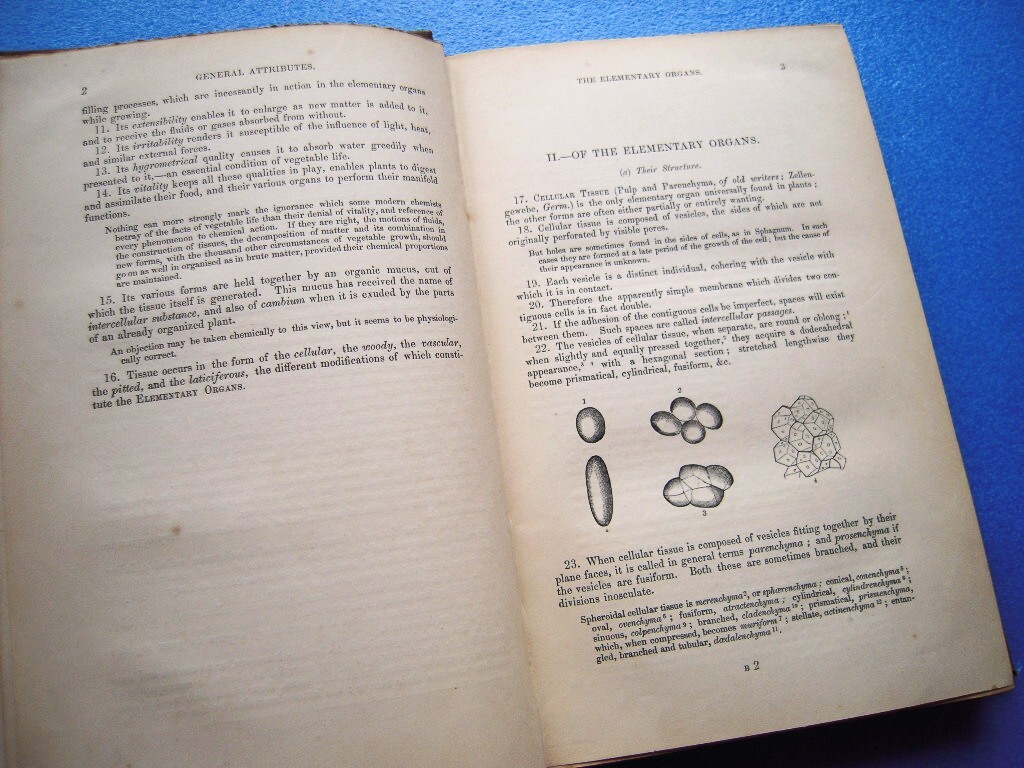 2
GENERAL ATTRIBUTES.
filling processes, which are incessantly in action in the elementary organs
while growing.
11. Its extensibility enables it to enlarge as new matter is added to it,
and to receive the fluids or gases absorbed from without.
12. Its irritability renders it susceptible of the influence of light, heat,
and similar external forces.
13. Its hygrometrical quality causes it to absorb water greedily when
presented to it,—an essential condition of vegetable life.
14. Its vitality keeps all these qualities in play, enables plants to digest
and assimilate their food, and their various organs to perform their manifold
functions.
Nothing can more strongly mark the ignorance which some modern chemists
betray of the facts of vegetable life than their denial of vitality, and reference of
every phenomenon to chemical action. If they are right, the motions of fluids,
the construction of tissues, the decomposition of matter and its combination in
new forms, with the thousand other circumstances of vegetable growth, should
go on as well in organised as in brute matter, provided their chemical proportions
are maintained.
15. Its various forms are held together by an organic mucus, out of
which the tissue itself is generated. This mucus has received the name of
intercellular substance, and also of cambium when it is exuded by the parts
of an already organized plant.
An objection may be taken chemically to this view, but it seems to be physiologi-
cally correct.
16. Tissue occurs in the form of the cellular, the woody, the vascular,
the pitted, and the laticiferous, the different modifications of which consti-
tute the ELEMENTARY ORGANS.
THE ELEMENTARY ORGANS.
3
II.—OF THE ELEMENTARY ORGANS.
(a) Their Structure.
17. CELLULAR TISSUE (Pulp and Parenchyma, of old writers; Zellen-
gewebe, Germ.) is the only elementary organ universally found in plants;
the other forms are often either partially or entirely wanting.
18. Cellular tissue is composed of vesicles, the sides of which are not
originally perforated by visible pores.
But holes are sometimes found in the sides of cells, as in Sphagnum. In such
cases they are formed at a late period of the growth of the cell; but the cause of
their appearance is unknown.
19. Each vesicle is a distinct individual, cohering with the vesicle with
which it is in contact.
20. Therefore the apparently simple membrane which divides two con-
tiguous cells is in fact double.
21. If the adhesion of the contiguous cells be imperfect, spaces will exist
between them. Such spaces are called intercellular passages.
22. The vesicles of cellular tissue, when separate, are round or oblong;¹
when slightly and equally pressed together,² they acquire a dodecahedral
appearance,³ ⁴ with a hexagonal section; stretched lengthwise they
become prismatical, cylindrical, fusiform, &c.
1
2
3
4
23. When cellular tissue is composed of vesicles fitting together by their
plane faces, it is called in general terms parenchyma; and prosenchyma if
the vesicles are fusiform. Both these are sometimes branched, and their
divisions inosculate.
Spheroidal cellular tissue is merenchyma², or sphærenchyma; conical, conenchyma⁸;
oval, ovenchyma⁶; fusiform, atractenchyma; cylindrical, cylindrenchyma⁵;
sinuous, colpenchyma⁹; branched, cladenchyma¹⁰; prismatical, prismenchyma,
which, when compressed, becomes muriform⁷; stellate, actinenchyma¹²; entan-
gled, branched and tubular, dædalenchyma¹¹.
B 2